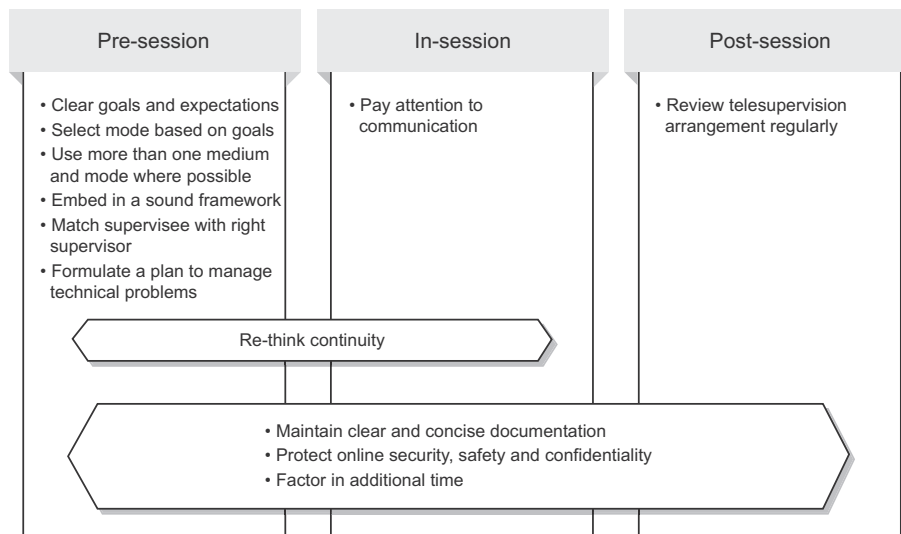 Pre-session
In-session
Post-session
• Clear goals and expectations
• Select mode based on goals
• Use more than one medium
and mode where possible
• Embed in a sound framework
• Match supervisee with right
supervisor
• Formulate a plan to manage
technical problems
• Pay attention to
communication
• Review telesupervision
arrangement regularly
Re-think continuity
• Maintain clear and concise documentation
• Protect online security, safety and confidentiality
• Factor in additional time